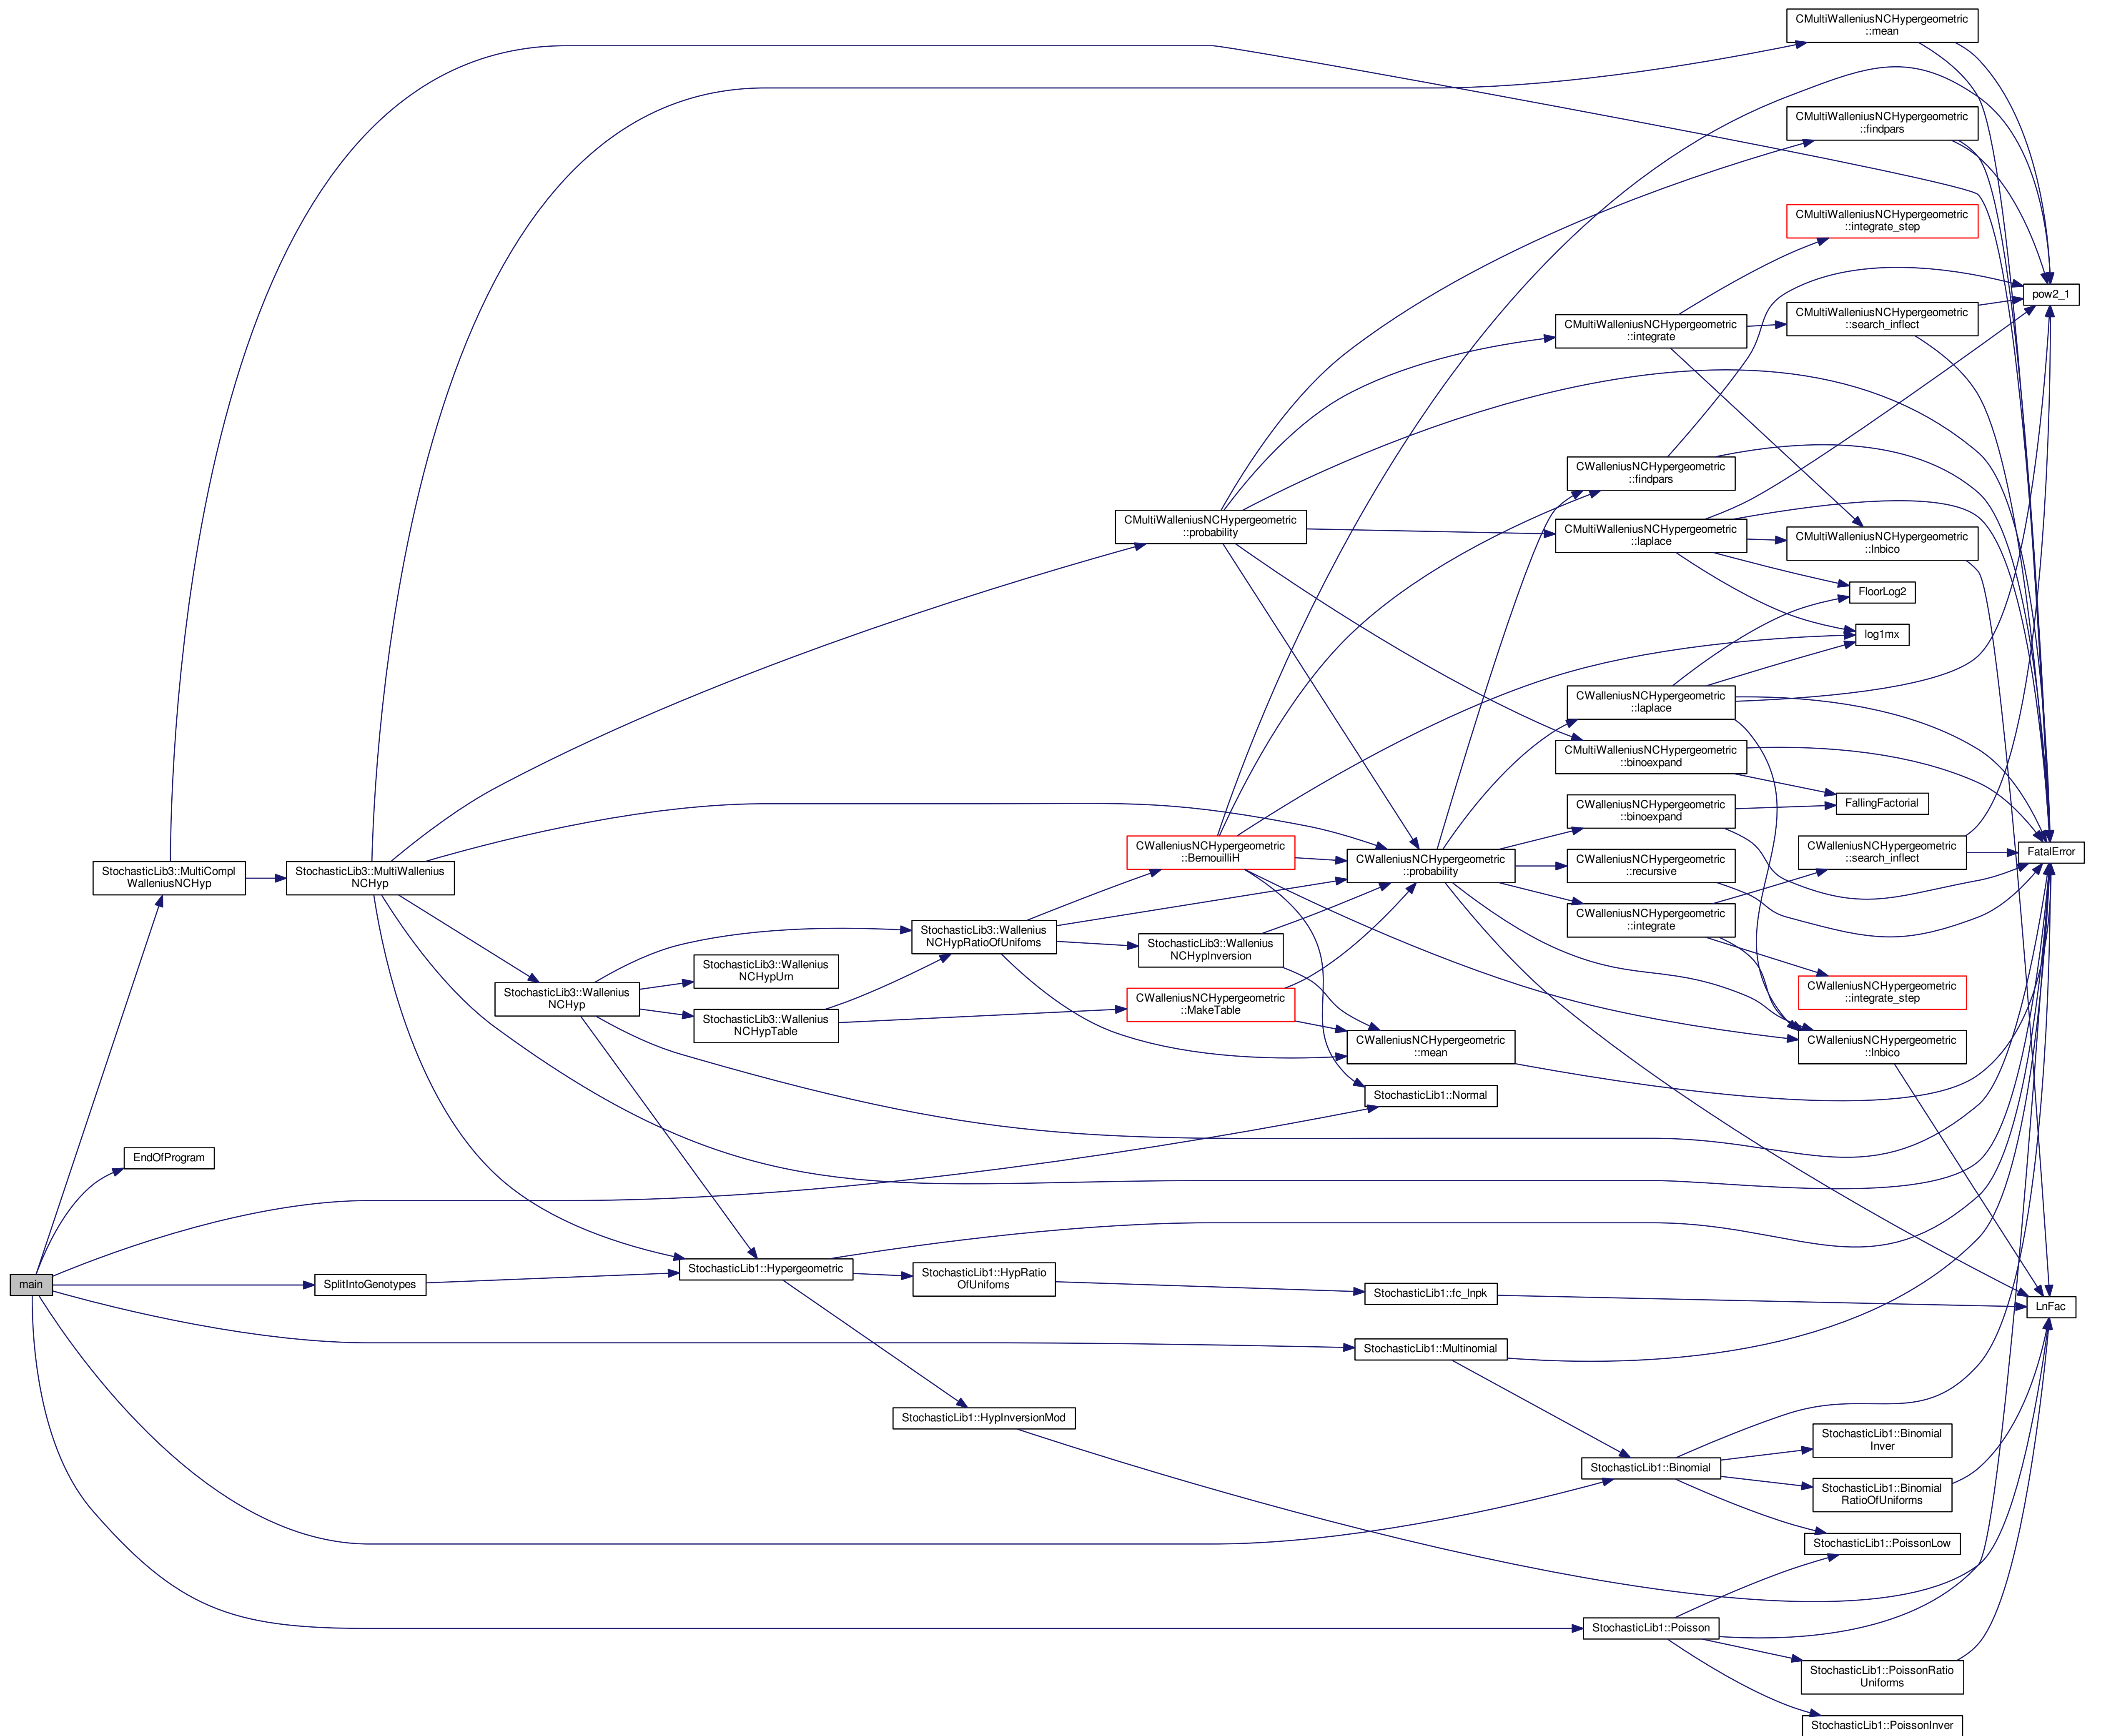 CMultiWalleniusNCHypergeometric
::mean
CMultiWalleniusNCHypergeometric
::findpars
CMultiWalleniusNCHypergeometric
::integrate_step
pow2_1
CMultiWalleniusNCHypergeometric
::integrate
CMultiWalleniusNCHypergeometric
::search_inflect
CWalleniusNCHypergeometric
::findpars
CMultiWalleniusNCHypergeometric
::probability
CMultiWalleniusNCHypergeometric
::laplace
CMultiWalleniusNCHypergeometric
::lnbico
FloorLog2
log1mx
CWalleniusNCHypergeometric
::laplace
CMultiWalleniusNCHypergeometric
::binoexpand
CWalleniusNCHypergeometric
::binoexpand
FallingFactorial
CWalleniusNCHypergeometric
::BernouilliH
CWalleniusNCHypergeometric
::probability
CWalleniusNCHypergeometric
::recursive
CWalleniusNCHypergeometric
::search_inflect
FatalError
StochasticLib3::MultiCompl
WalleniusNCHyp
StochasticLib3::MultiWallenius
NCHyp
CWalleniusNCHypergeometric
::integrate
StochasticLib3::Wallenius
NCHypRatioOfUnifoms
StochasticLib3::Wallenius
NCHypInversion
StochasticLib3::Wallenius
NCHypUrn
StochasticLib3::Wallenius
NCHyp
CWalleniusNCHypergeometric
::MakeTable
CWalleniusNCHypergeometric
::integrate_step
StochasticLib3::Wallenius
NCHypTable
CWalleniusNCHypergeometric
::mean
CWalleniusNCHypergeometric
::lnbico
StochasticLib1::Normal
EndOfProgram
StochasticLib1::Hypergeometric
main
SplitIntoGenotypes
StochasticLib1::HypRatio
OfUnifoms
StochasticLib1::fc_lnpk
LnFac
StochasticLib1::Multinomial
StochasticLib1::HypInversionMod
StochasticLib1::Binomial
Inver
StochasticLib1::Binomial
StochasticLib1::Binomial
RatioOfUniforms
StochasticLib1::PoissonLow
StochasticLib1::Poisson
StochasticLib1::PoissonRatio
Uniforms
StochasticLib1::PoissonInver